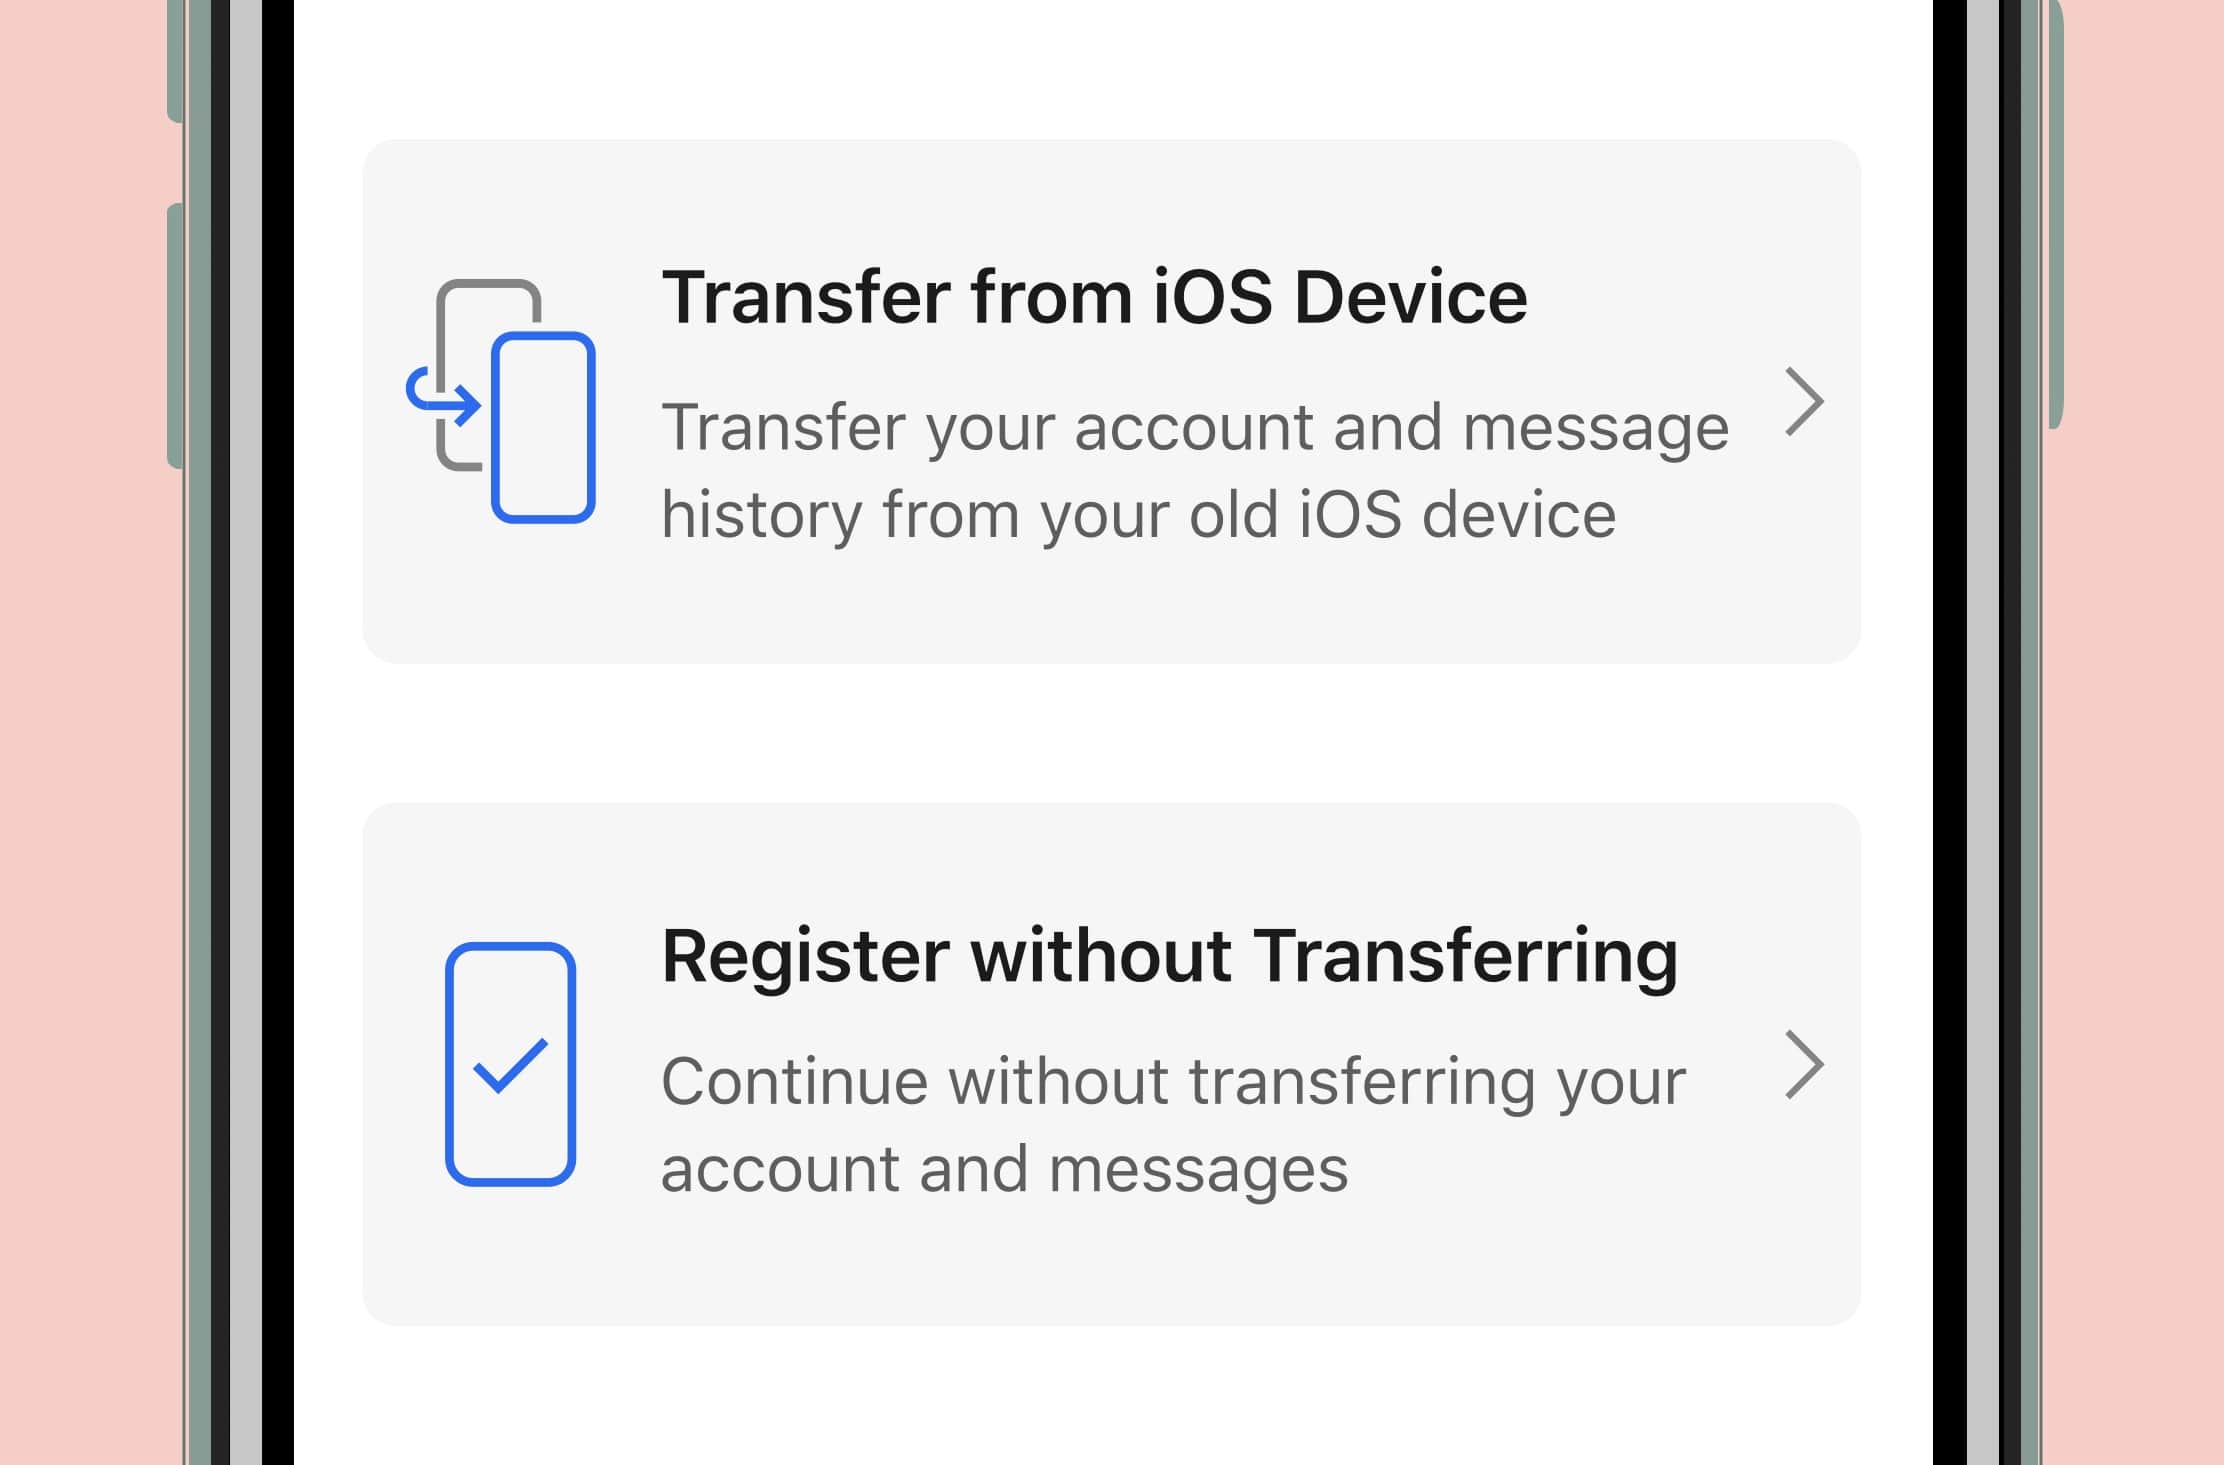 Transfer from iOS Device
Transfer your account and message
history from your old iOS device
Register without Transferring
Continue without transferring your
account and messages